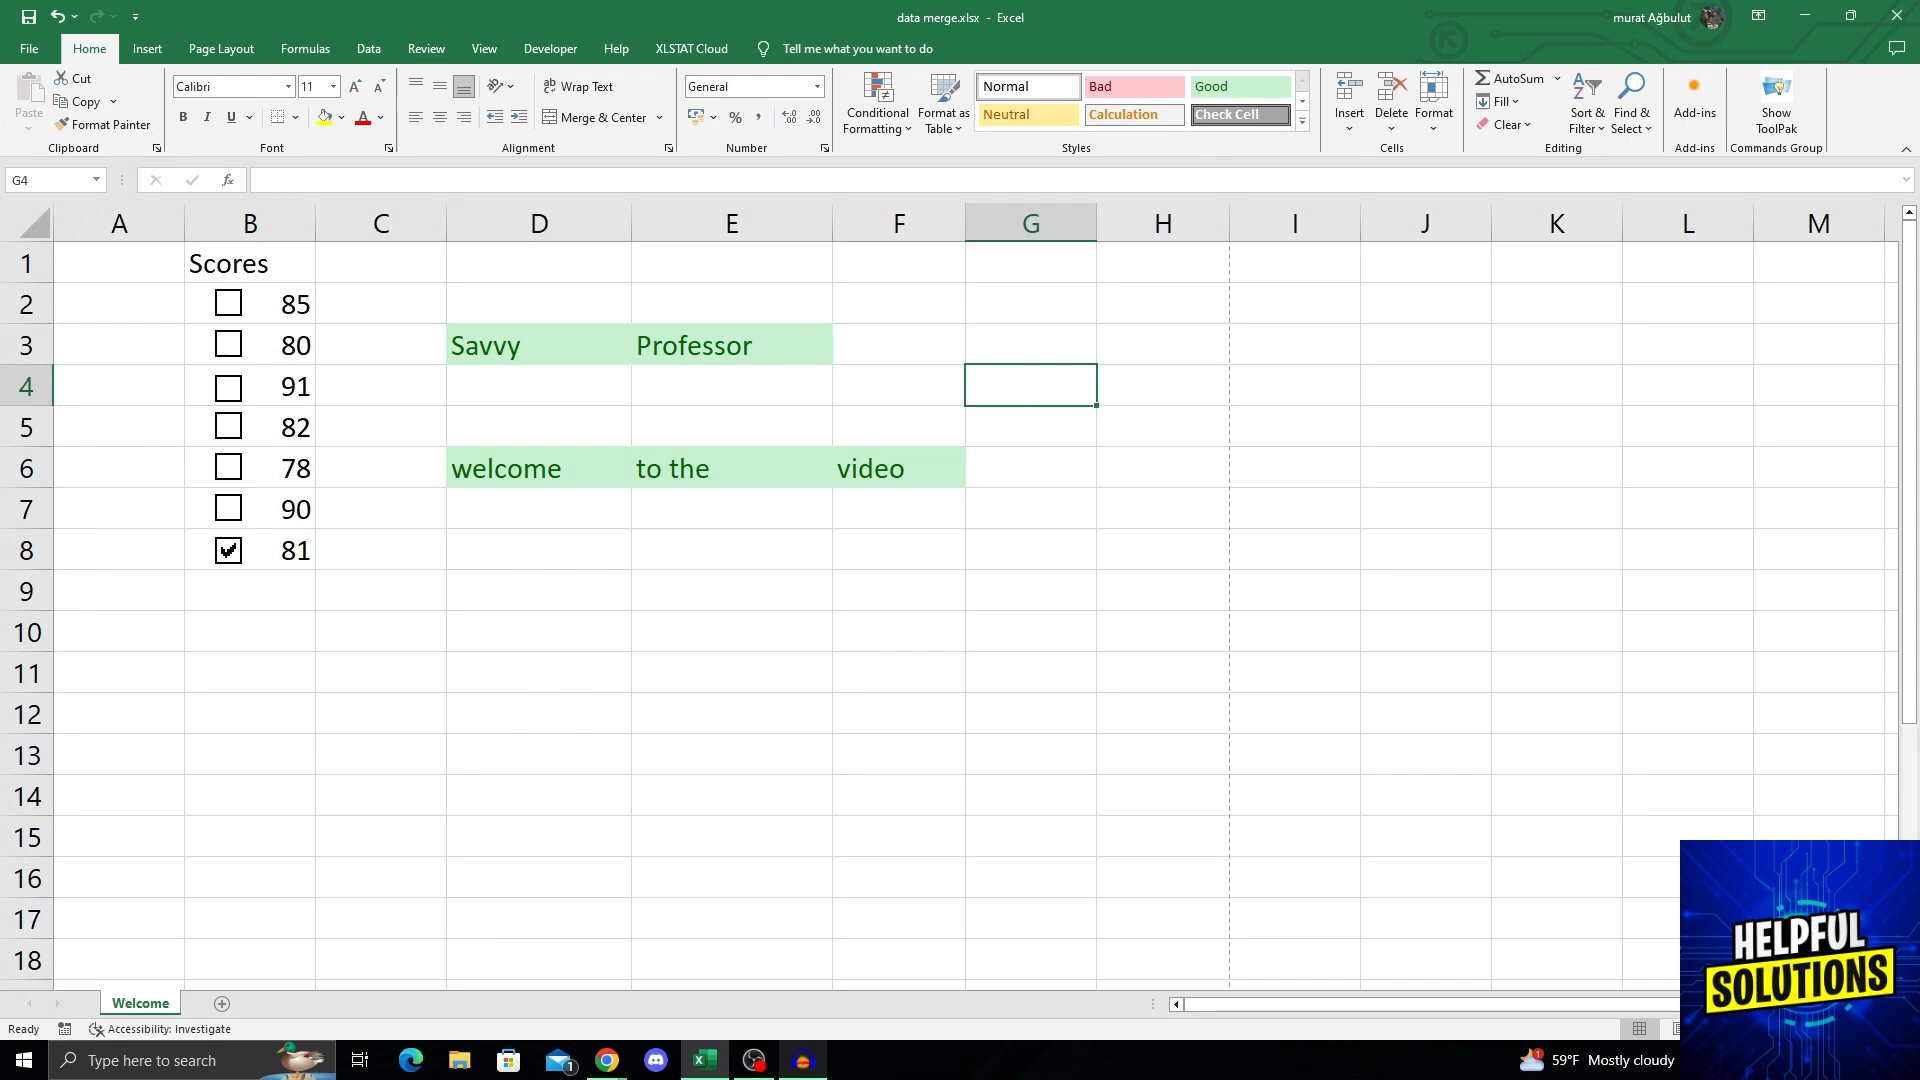 data merge.xlsx - Excel
murat Ağbulut
File Home Insert Page Layout Formulas Data Review View Developer Help XLSTAT Cloud Tell me what you want to do
Paste
Cut
Copy
Format Painter
Clipboard
Calibri 11
B I U
Font
Wrap Text
Merge & Center
Alignment
General
Number
Conditional Formatting
Format as Table
Normal Bad Good
Neutral Calculation Check Cell
Styles
Insert Delete Format
Cells
AutoSum
Fill
Clear
Sort & Filter
Find & Select
Editing
Add-ins
Add-ins
Show ToolPak
Commands Group
G4
fx
A B C D E F G H I J K L M
1 Scores
2 85
3 80 Savvy Professor
4 91
5 82
6 78 welcome to the video
7 90
8 81
9
10
11
12
13
14
15
16
17
18
Welcome
Ready Accessibility: Investigate
Type here to search
1
1
59°F Mostly cloudy
HELPFUL
SOLUTIONS